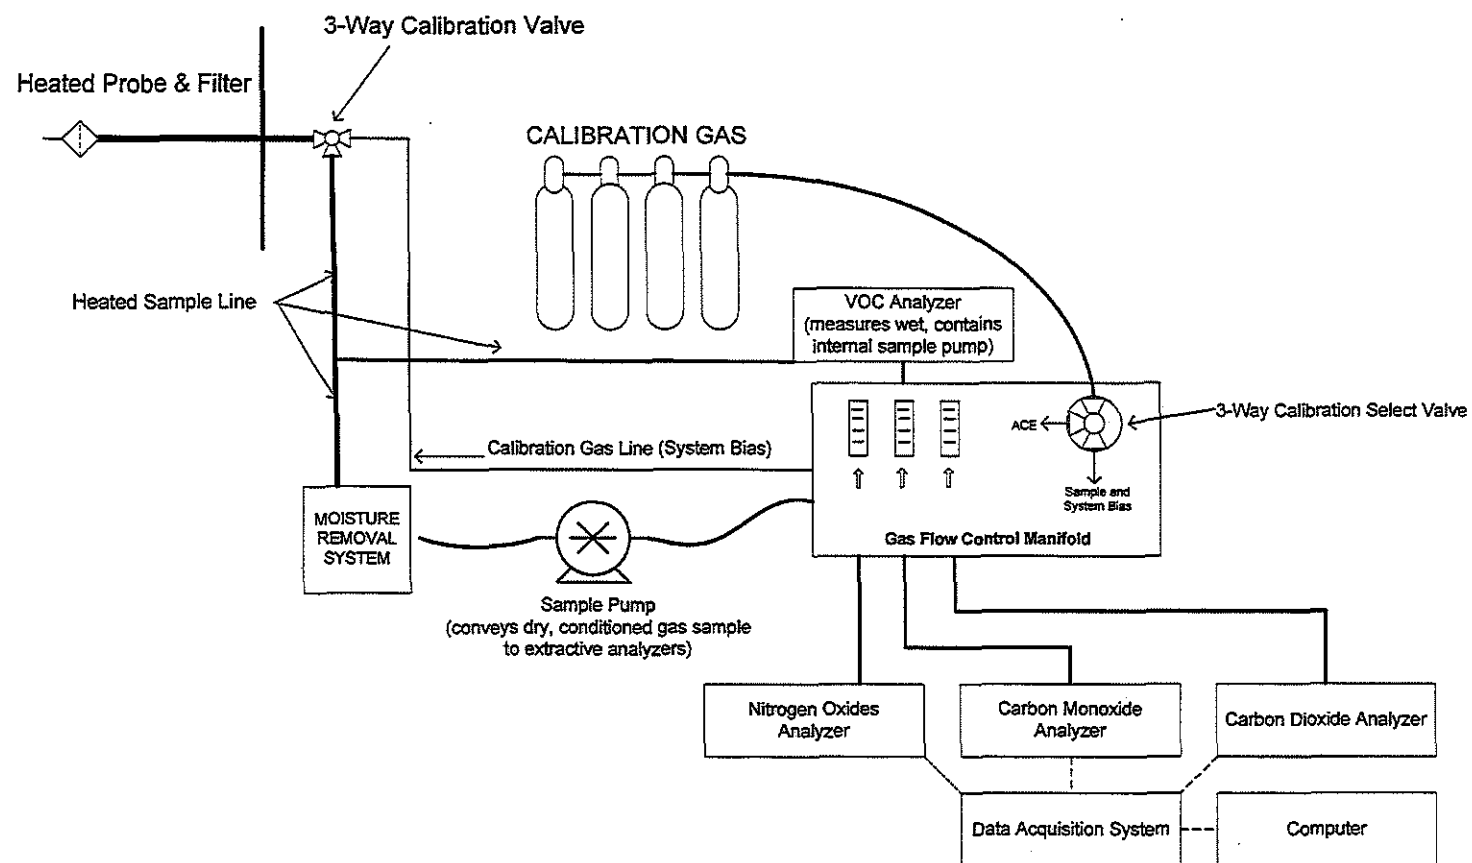 3-Way Calibration Valve
Heated Probe & Filter
CALIBRATION GAS
Heated Sample Line
VOC Analyzer
(measures wet, contains
internal sample pump)
ACE
3-Way Calibration Select Valve
Calibration Gas Line (System Bias)
Sample and
System Bias
MOISTURE
REMOVAL
SYSTEM
Gas Flow Control Manifold
Sample Pump
(conveys dry, conditioned gas sample
to extractive analyzers)
Nitrogen Oxides
Analyzer
Carbon Monoxide
Analyzer
Carbon Dioxide Analyzer
Data Acquisition System
Computer